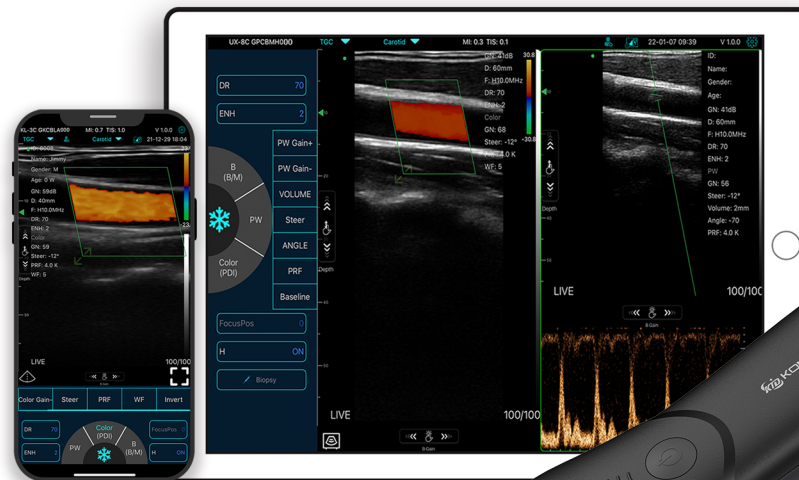 KL-3C GKCBLA000
MI: 0.7 TIS: 1.0
V 1.0.0
TGC
Carotid
21-12-29 18:04
Name: Jimmy
Gender: M
Age: 0 W
GN: 59dB
D: 40mm
F: H10.0MHz
DR: 70
ENH: 2
Color
GN: 59
Steer: -12°
PRF: 4.0 K
WF: 5
Depth
LIVE
100/100
B Gain
Color Gain-
Steer
PRF
WF
Invert
DR 70
ENH 2
PW
Color
(PDI)
B
(B/M)
FocusPos 0
H ON
UX-8C GPCBMH000
TGC
Carotid
MI: 0.3 TIS: 0.1
22-01-07 09:39
V 1.0.0
DR 70
ENH 2
B
(B/M)
PW
Color
(PDI)
PW Gain+
PW Gain-
VOLUME
Steer
ANGLE
PRF
Baseline
FocusPos 0
H ON
Biopsy
GN: 41dB
D: 60mm
F: H10.0MHz
DR: 70
ENH: 2
Color
GN: 68
Steer: -12°
PRF: 4.0 K
WF: 5
30.8
-30.8
Depth
LIVE
100/100
B Gain
ID:
Name:
Gender:
Age:
GN: 41dB
D: 60mm
F: H10.0MHz
DR: 70
ENH: 2
PW
GN: 56
Steer: -12°
Volume: 2mm
Angle: -70
PRF: 4.0 K
Depth
LIVE
100/100
B Gain